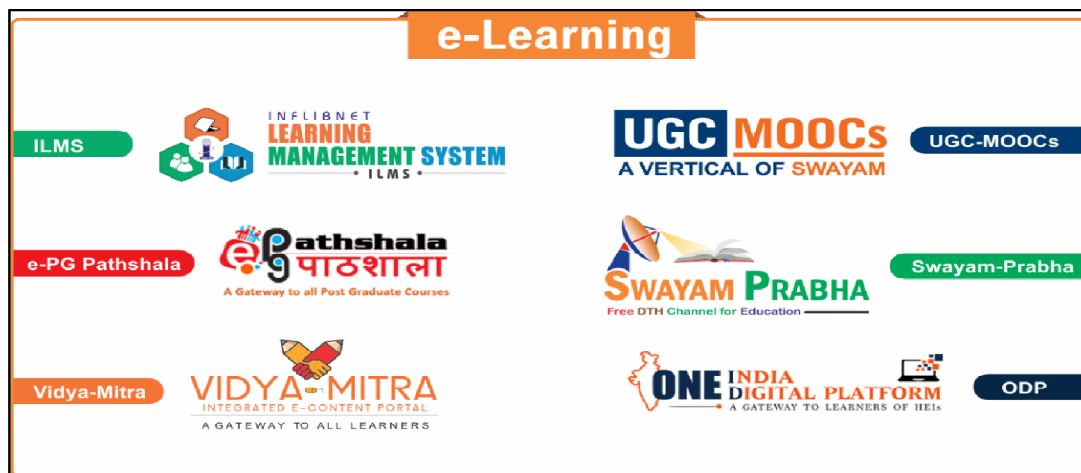 e-Learning
ILMS
INFLIBNET
LEARNING
MANAGEMENT SYSTEM
• ILMS •
UGC MOOCs
A VERTICAL OF SWAYAM
UGC-MOOCs
e-PG Pathshala
ePg Pathshala
पाठशाला
A Gateway to all Post Graduate Courses
SWAYAM PRABHA
Free DTH Channel for Education
Swayam-Prabha
Vidya-Mitra
VIDYA-MITRA
INTEGRATED E-CONTENT PORTAL
A GATEWAY TO ALL LEARNERS
ONE INDIA
DIGITAL PLATFORM
A GATEWAY TO LEARNERS OF HEIs
ODP